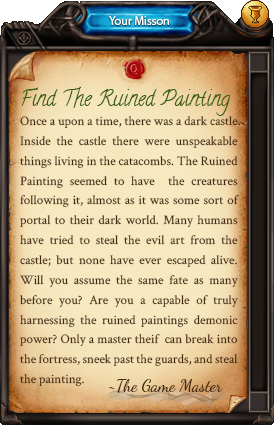 Your Misson
Q
Find The Ruined Painting
Once a upon a time, there was a dark castle.
Inside the castle there were unspeakable
things living in the catacombs. The Ruined
Painting seemed to have the creatures
following it, almost as it was some sort of
portal to their dark world. Many humans
have tried to steal the evil art from the
castle; but none have ever escaped alive.
Will you assume the same fate as many
before you? Are you a capable of truly
harnessing the ruined paintings demonic
power? Only a master theif can break into
the fortress, sneek past the guards, and steal
the painting.
~The Game Master